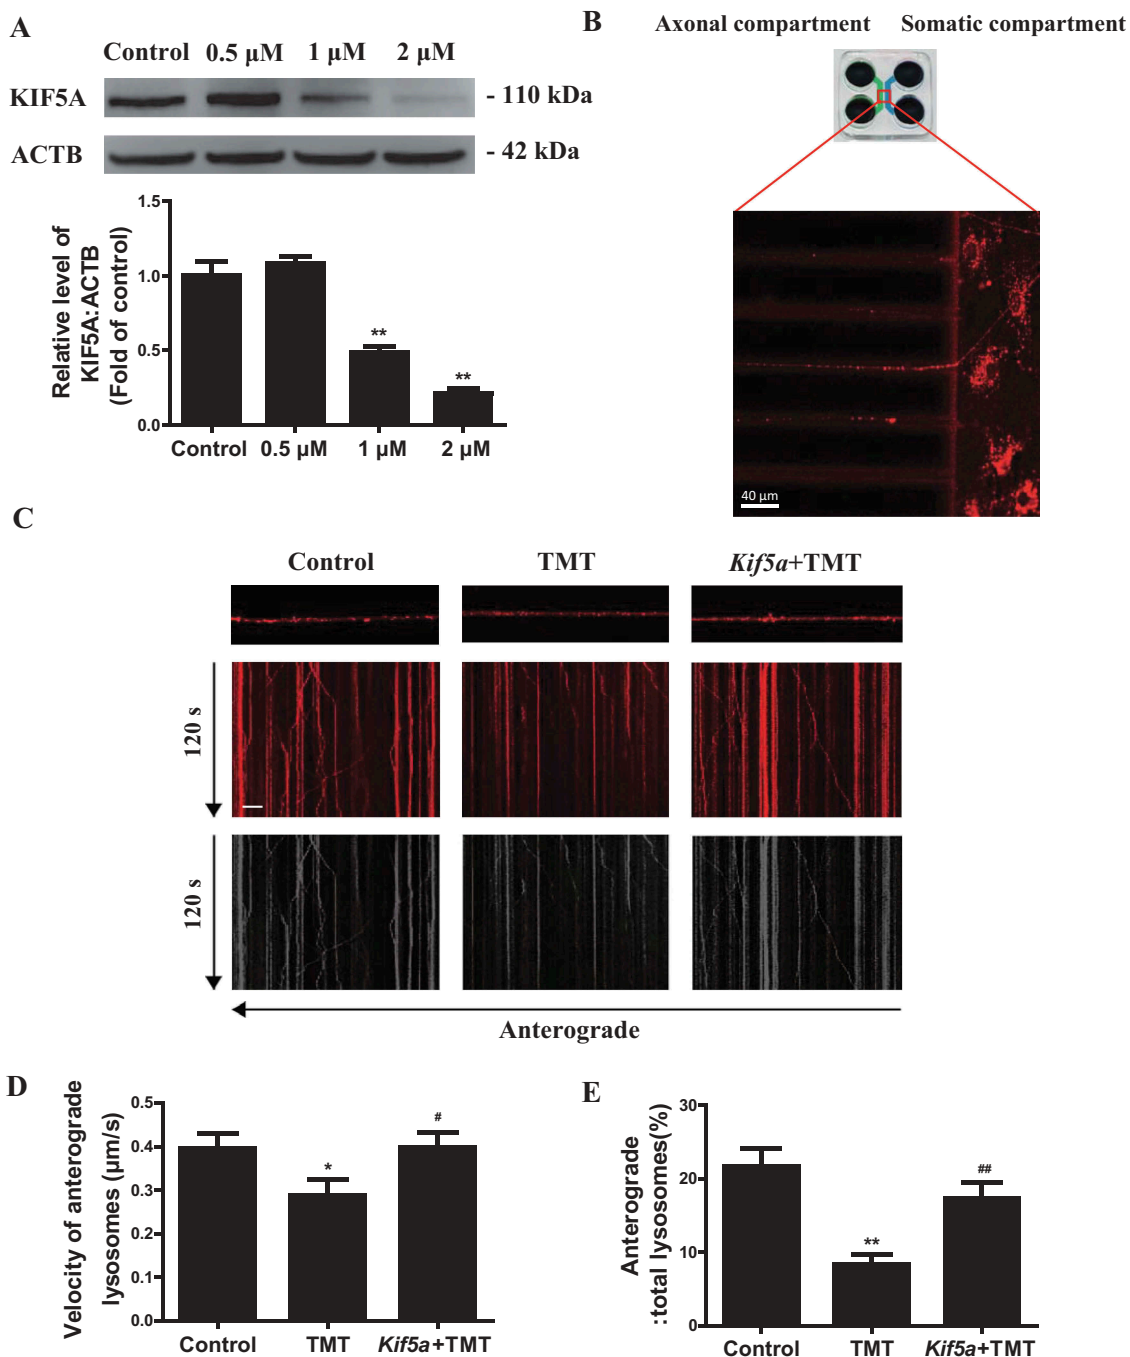 A
Control 0.5 µM 1 µM 2 µM
KIF5A - 110 kDa
ACTB - 42 kDa
Relative level of
KIF5A:ACTB
(Fold of control)
1.5
1.0
0.5
0.0
Control 0.5 µM 1 µM 2 µM
**
**
B
Axonal compartment Somatic compartment
40 µm
C
Control TMT Kif5a+TMT
120 s
120 s
Anterograde
D
Velocity of anterograde
lysosomes (µm/s)
0.5
0.4
0.3
0.2
0.1
0.0
*
#
Control TMT Kif5a+TMT
E
Anterograde
:total lysosomes(%)
30
20
10
0
**
##
Control TMT Kif5a+TMT